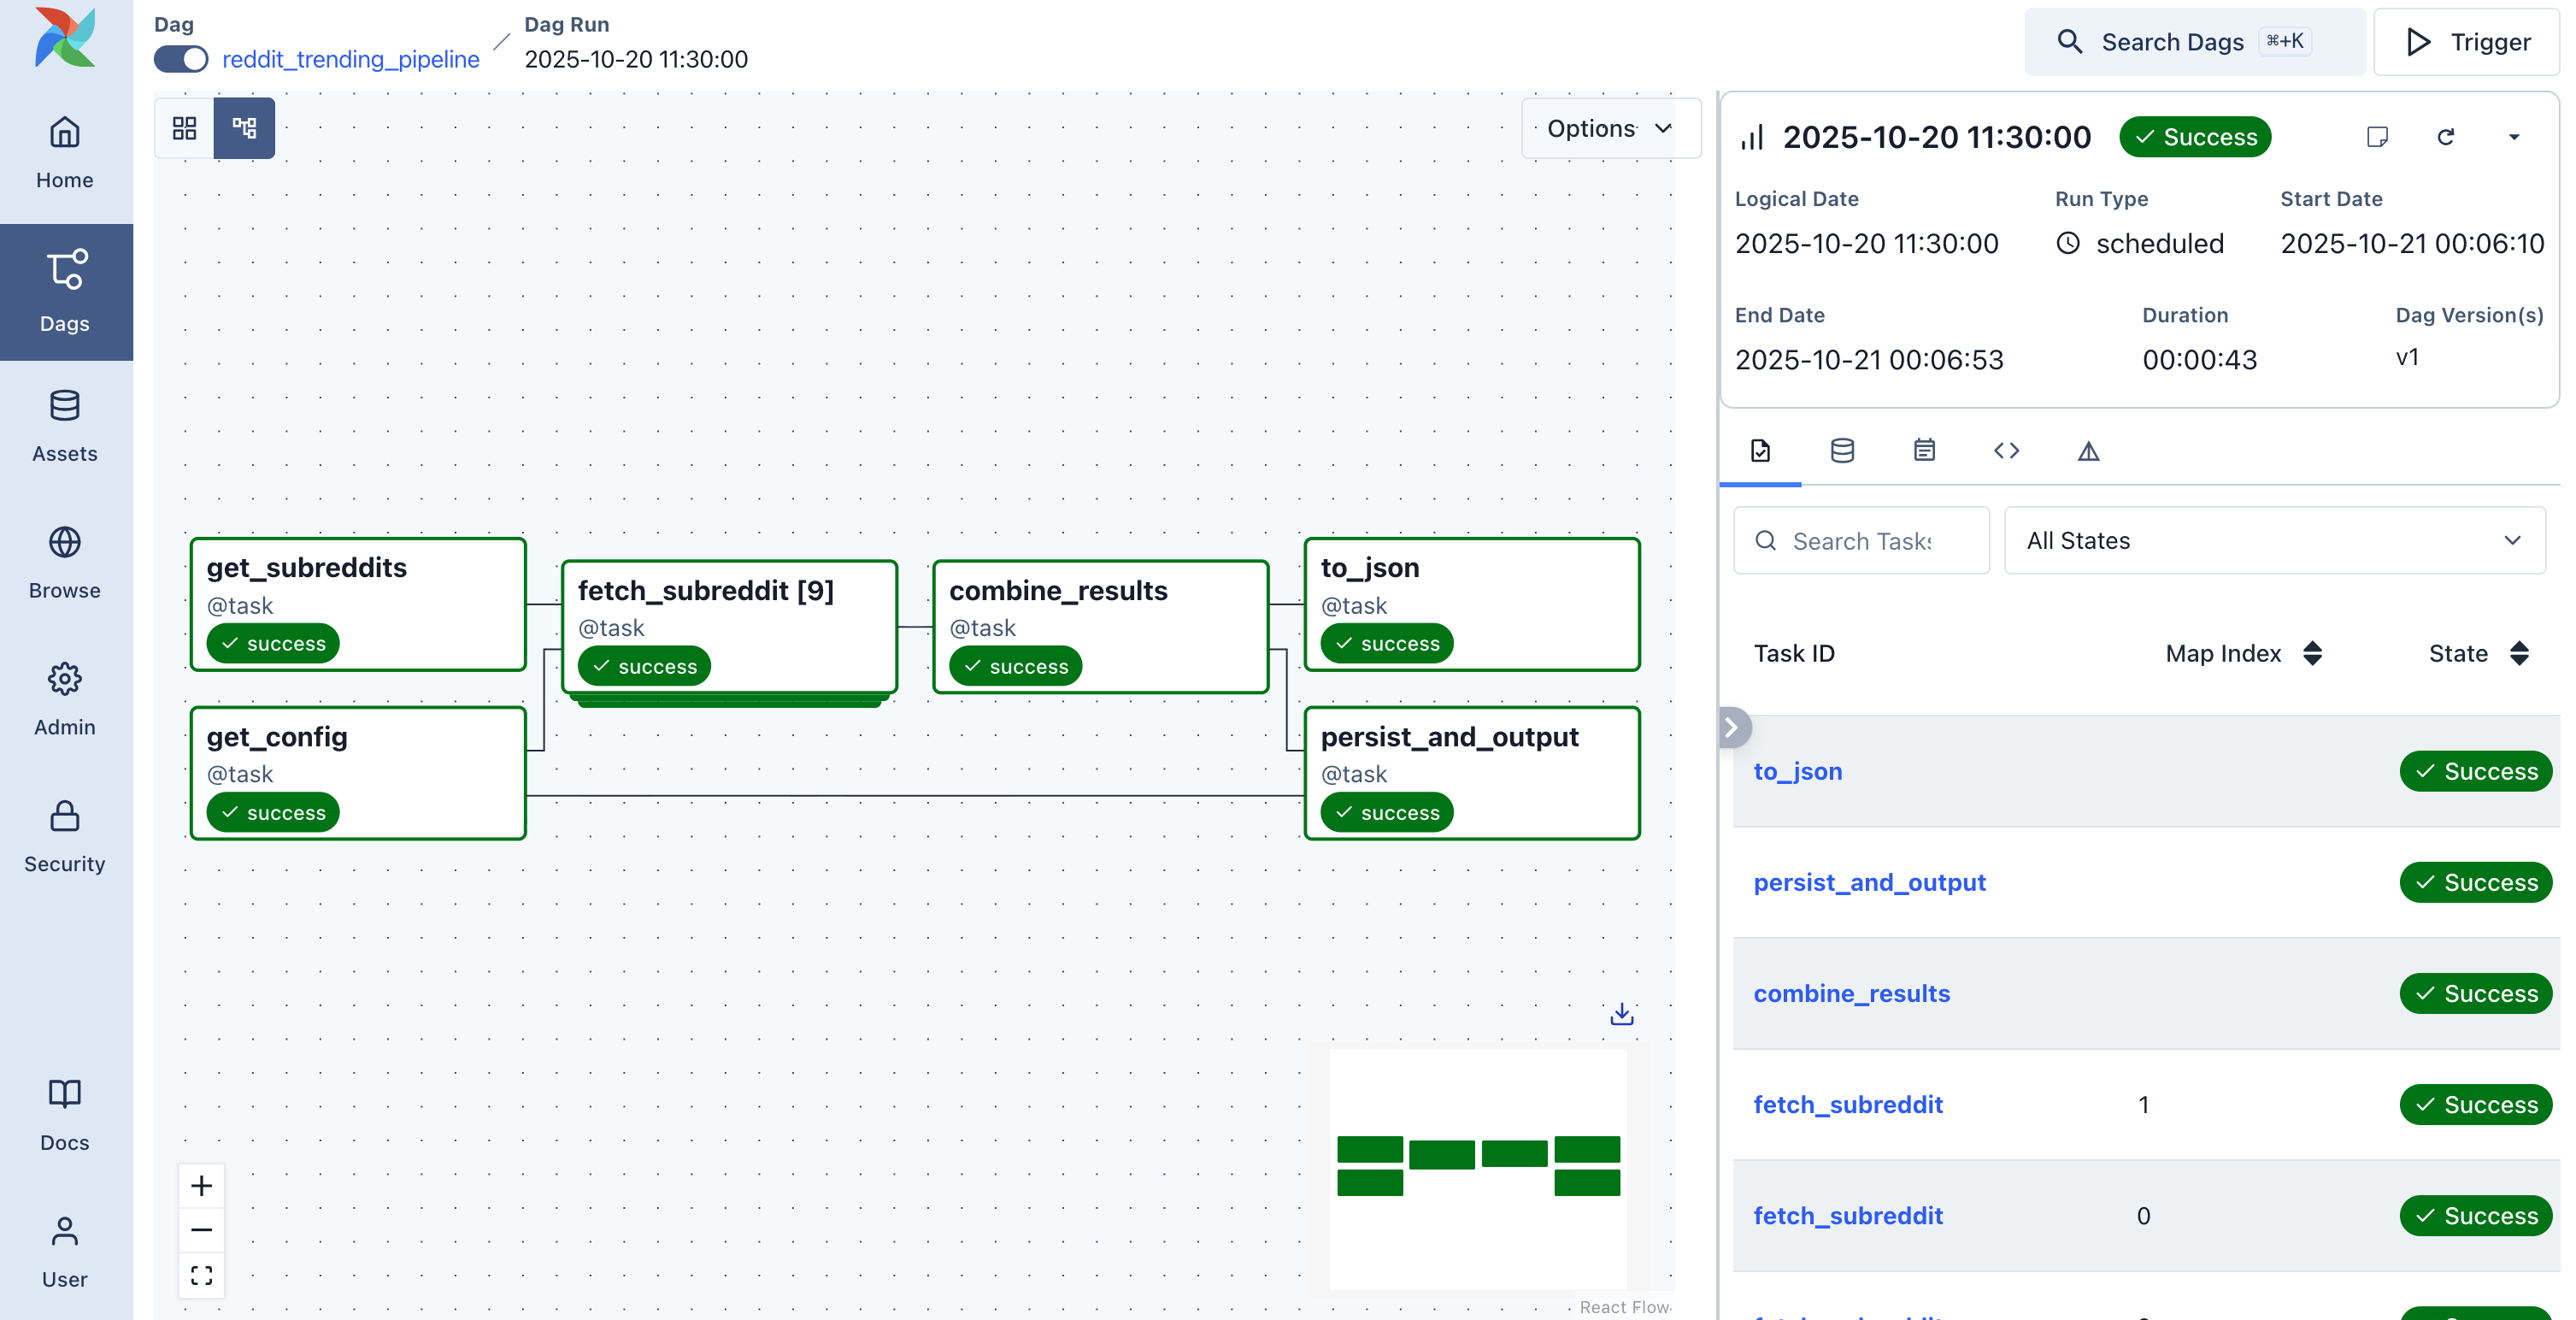 Dag
reddit_trending_pipeline
Dag Run
2025-10-20 11:30:00
Search Dags ⌘+K
Trigger
Home
Dags
Assets
Browse
Admin
Security
Docs
User
Options
get_subreddits
@task
success
get_config
@task
success
fetch_subreddit [9]
@task
success
combine_results
@task
success
to_json
@task
success
persist_and_output
@task
success
React Flow
2025-10-20 11:30:00 Success
Logical Date Run Type Start Date
2025-10-20 11:30:00 scheduled 2025-10-21 00:06:10
End Date Duration Dag Version(s)
2025-10-21 00:06:53 00:00:43 v1
Search Tasks All States
Task ID Map Index State
to_json Success
persist_and_output Success
combine_results Success
fetch_subreddit 1 Success
fetch_subreddit 0 Success